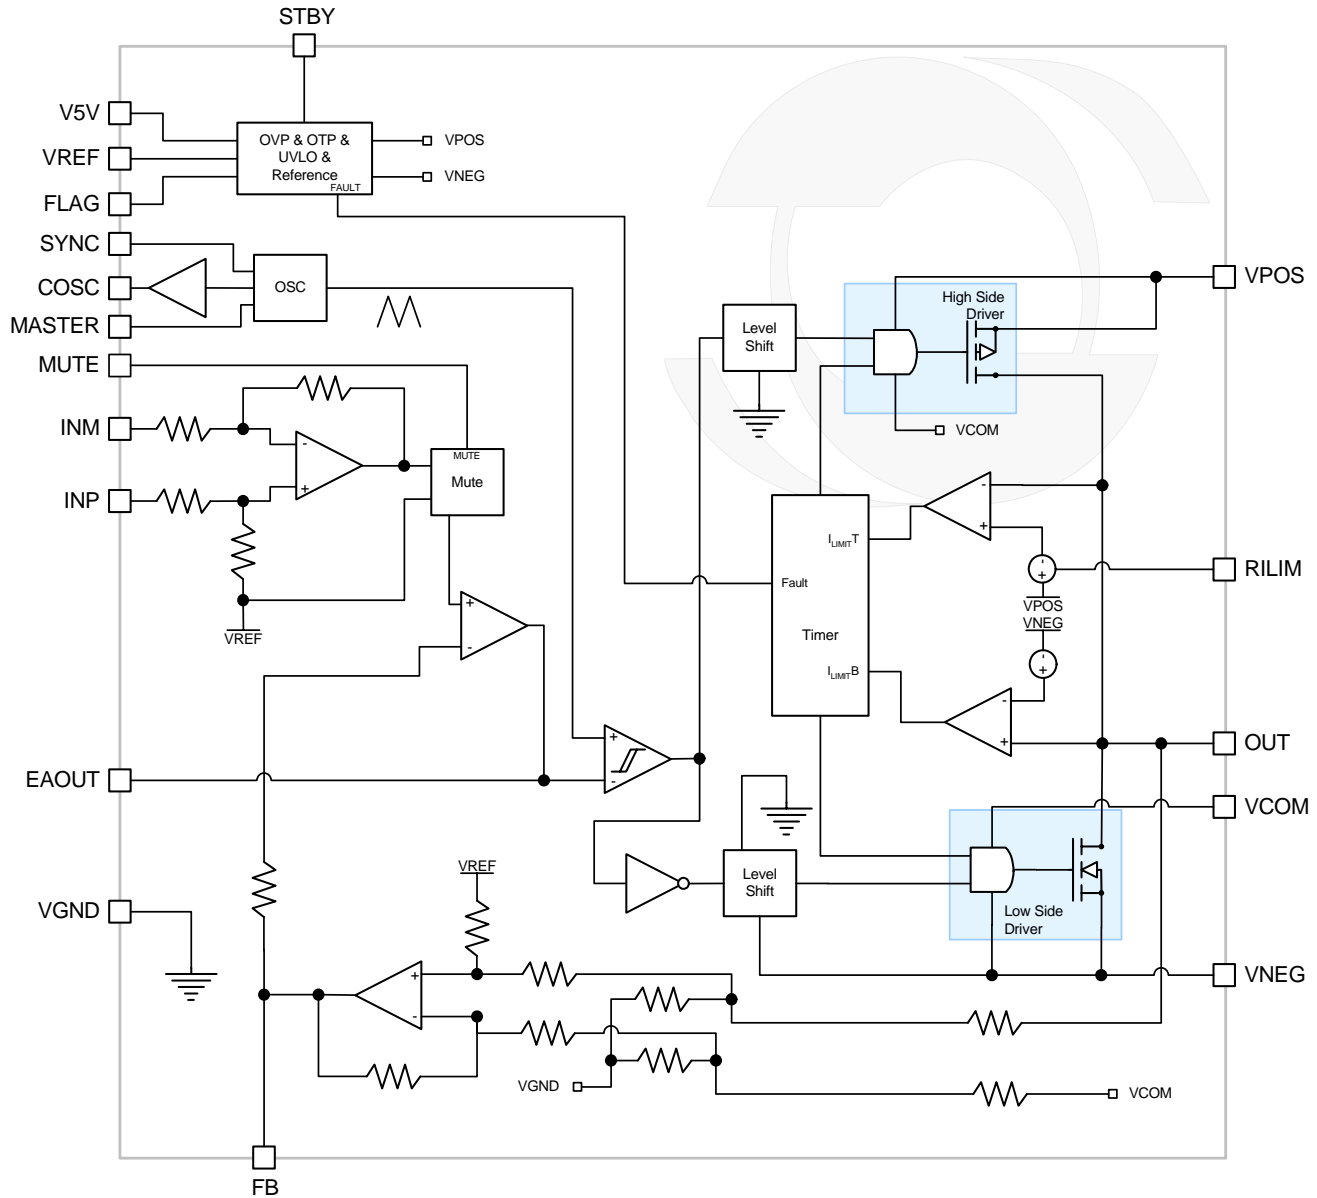 STBY
V5V
VREF
FLAG
SYNC
COSC
MASTER
MUTE
INM
INP
EAOUT
VGND
FB
OVP & OTP &
UVLO &
Reference
FAULT
VPOS
VNEG
OSC
MUTE
Mute
-
+
VREF
+
-
+
-
Level
Shift
High Side
Driver
VCOM
VPOS
-
+
ILIMITT
Fault
Timer
ILIMITB
-
+
VPOS
VNEG
-
+
-
+
RILIM
OUT
VCOM
Level
Shift
Low Side
Driver
VNEG
VREF
+
-
VGND
VCOM